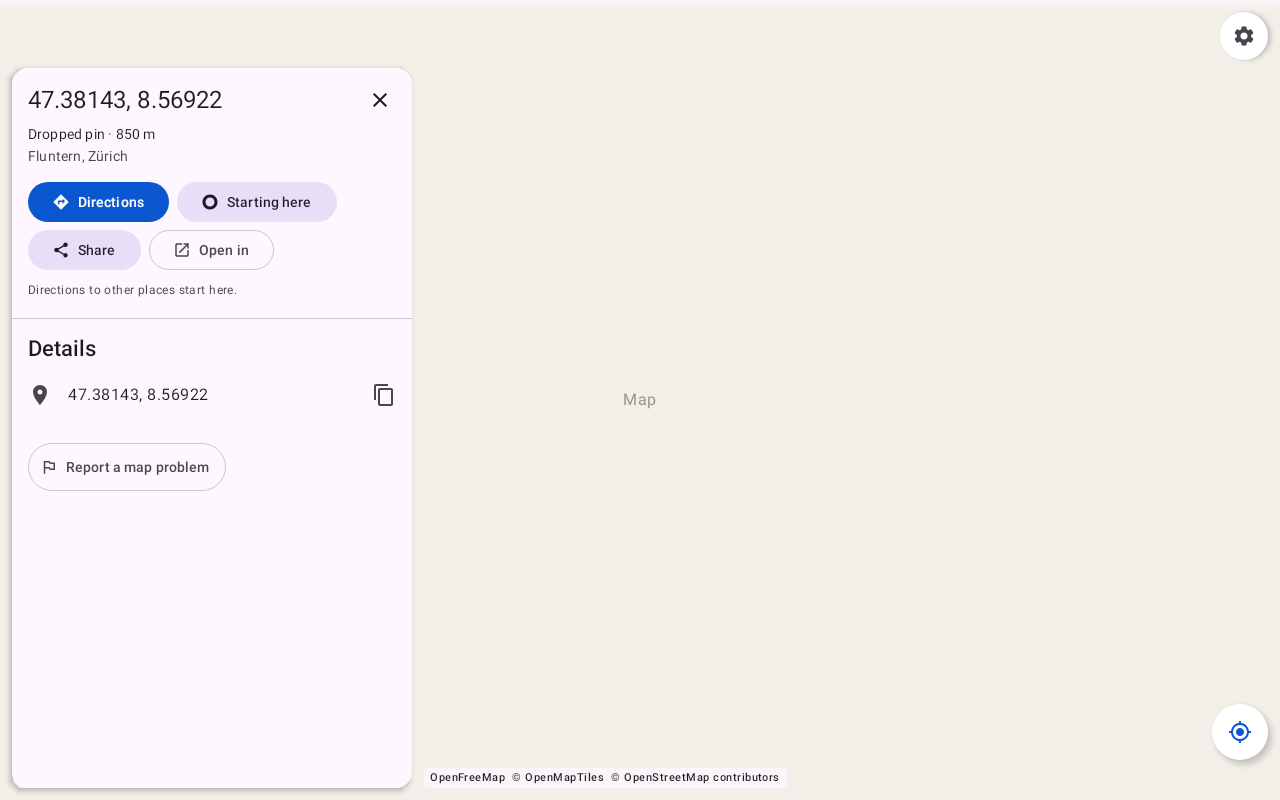 47.38143, 8.56922
Dropped pin · 850 m
Fluntern, Zürich
Directions
Starting here
Share
Open in
Directions to other places start here.
Details
47.38143, 8.56922
Report a map problem
Map
OpenFreeMap © OpenMapTiles © OpenStreetMap contributors